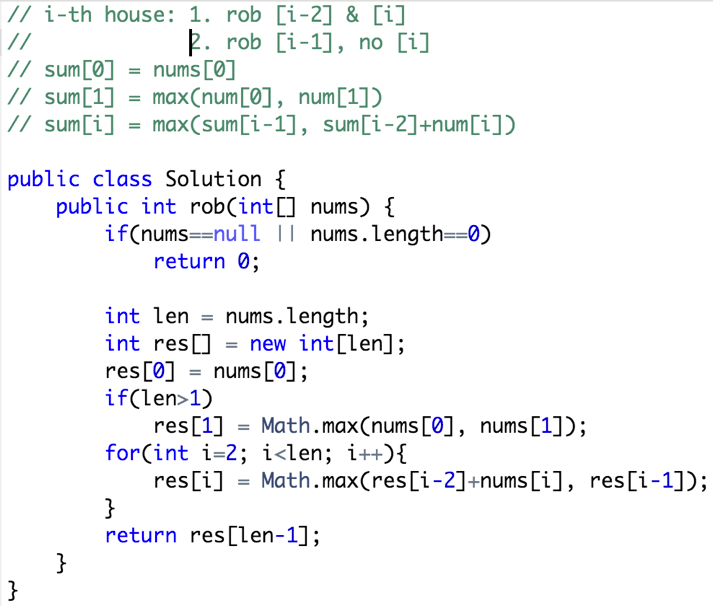 // i-th house: 1. rob [i-2] & [i]
//             2. rob [i-1], no [i]
// sum[0] = nums[0]
// sum[1] = max(num[0], num[1])
// sum[i] = max(sum[i-1], sum[i-2]+num[i])

public class Solution {
    public int rob(int[] nums) {
        if(nums==null || nums.length==0)
            return 0;

        int len = nums.length;
        int res[] = new int[len];
        res[0] = nums[0];
        if(len>1)
            res[1] = Math.max(nums[0], nums[1]);
        for(int i=2; i<len; i++){
            res[i] = Math.max(res[i-2]+nums[i], res[i-1]);
        }
        return res[len-1];
    }
}